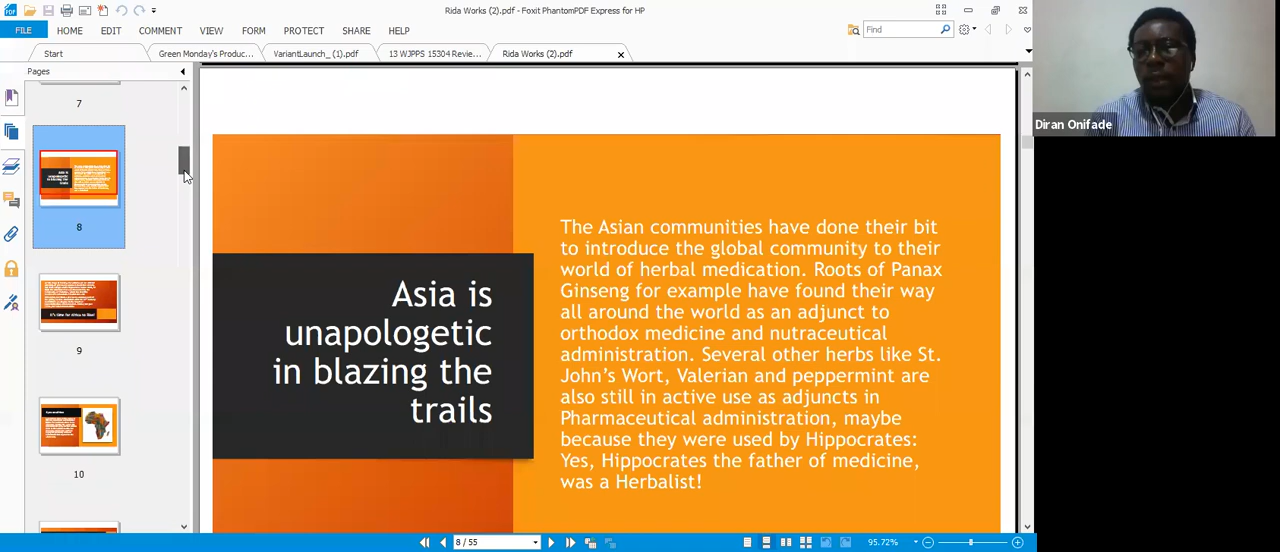 Rida Works (2).pdf - Foxit PhantomPDF Express for HP
FILE HOME EDIT COMMENT VIEW FORM PROTECT SHARE HELP
Find
Start Green Monday's Produc... VariantLaunch_ (1).pdf 13 WJPPS 15304 Revie... Rida Works (2).pdf
Pages
7
8
It's time for Africa to Rise!
9
10
Asia is
unapologetic
in blazing the
trails
The Asian communities have done their bit
to introduce the global community to their
world of herbal medication. Roots of Panax
Ginseng for example have found their way
all around the world as an adjunct to
orthodox medicine and nutraceutical
administration. Several other herbs like St.
John's Wort, Valerian and peppermint are
also still in active use as adjuncts in
Pharmaceutical administration, maybe
because they were used by Hippocrates:
Yes, Hippocrates the father of medicine,
was a Herbalist!
8 / 55
95.72%
Diran Onifade